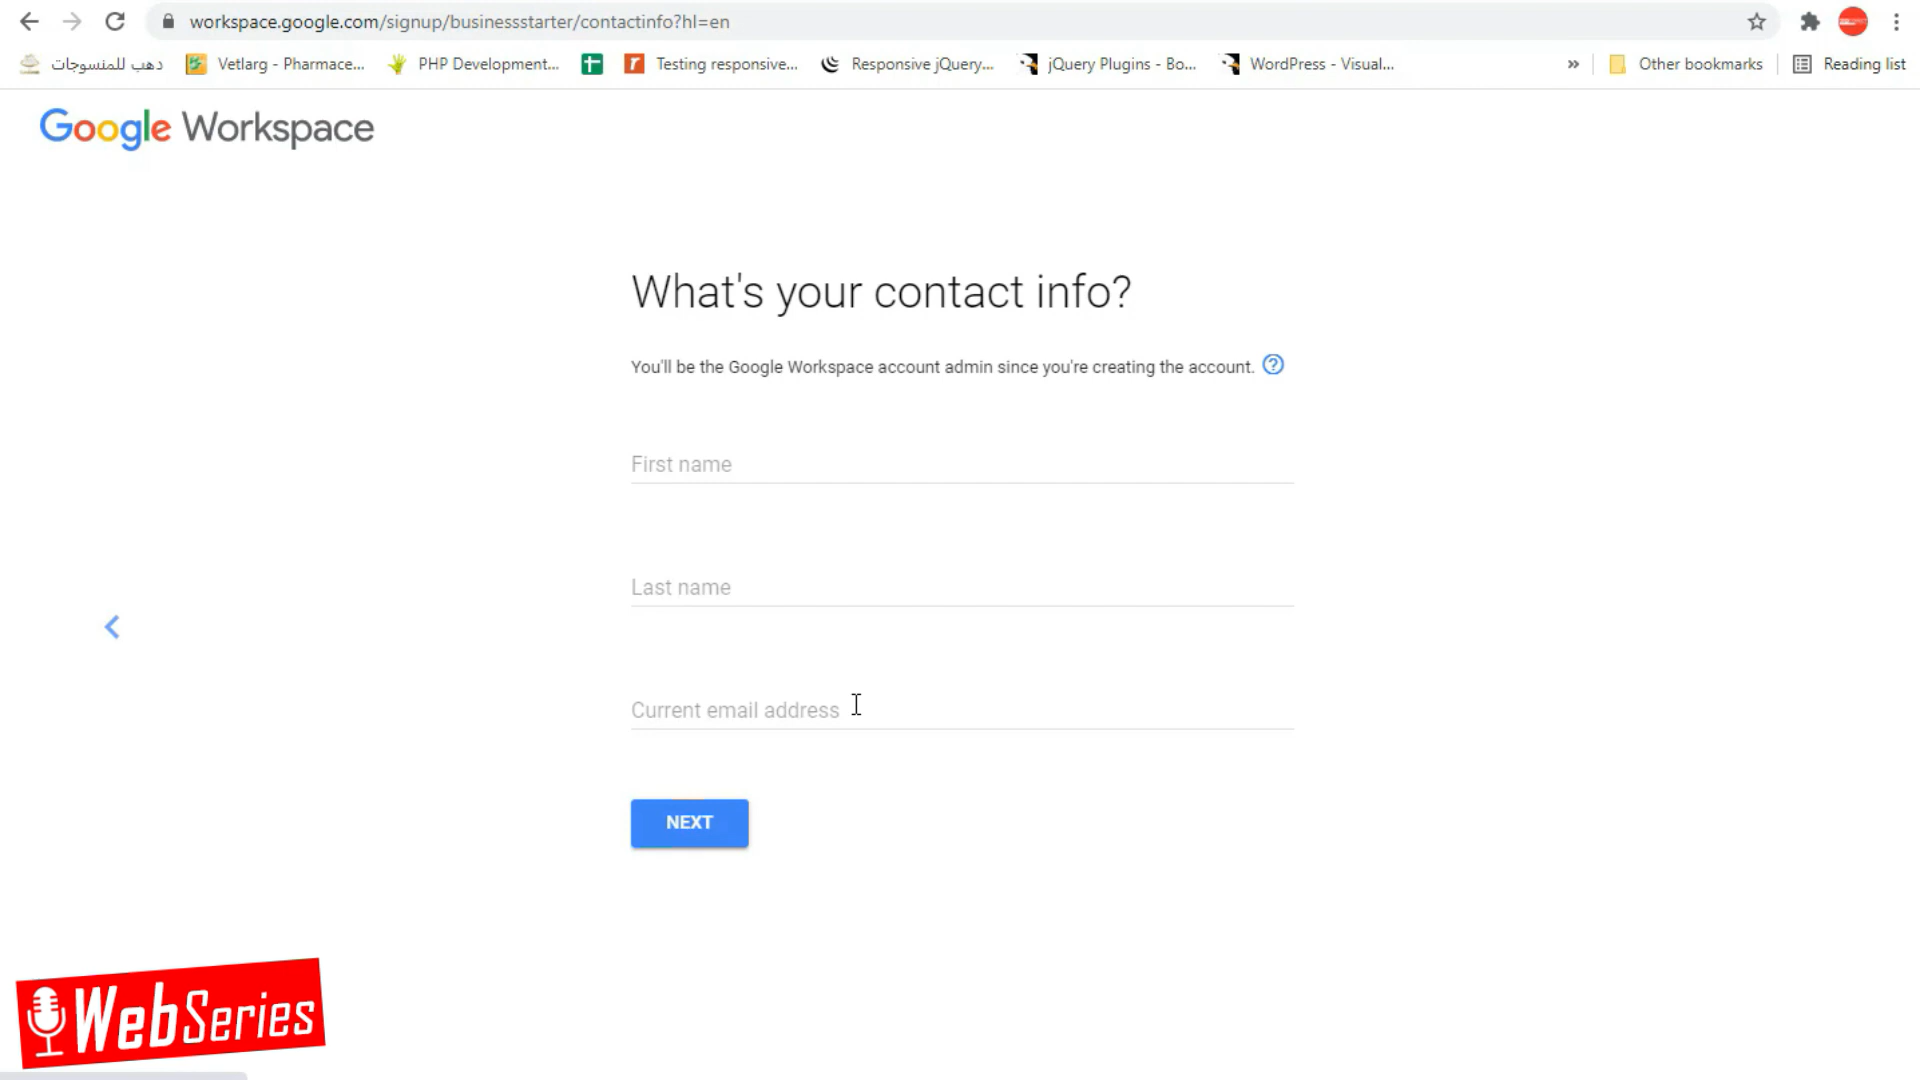 workspace.google.com/signup/businessstarter/contactinfo?hl=en
دهب للمنسوجات
Vetlarg - Pharmace...
PHP Development...
Testing responsive...
Responsive jQuery...
jQuery Plugins - Bo...
WordPress - Visual...
»
Other bookmarks
Reading list
Google Workspace
What's your contact info?
You'll be the Google Workspace account admin since you're creating the account.
First name
Last name
Current email address
NEXT
WebSeries